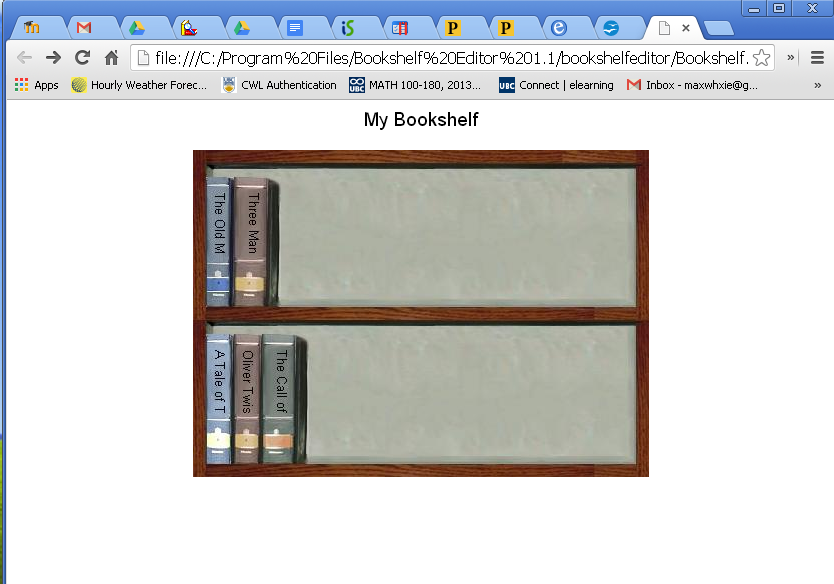 file:///C:/Program%20Files/Bookshelf%20Editor%201.1/bookshelfeditor/Bookshelf.
Apps Hourly Weather Forec... CWL Authentication MATH 100-180, 2013... Connect | elearning Inbox - maxwhxie@g... »
My Bookshelf
The Old M
Three Man
A Tale of T
Oliver Twis
The Call of